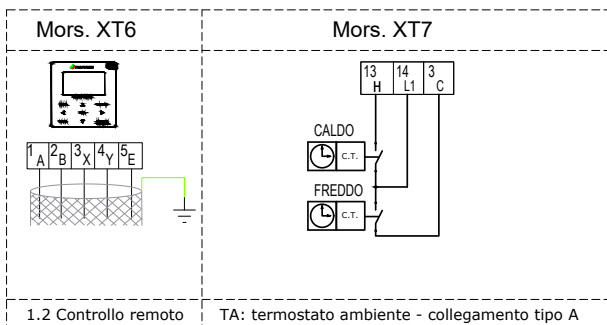 Mors. XT6
Mors. XT7
13 14 3
H L1 C
CALDO
C.T.
1 A 2 B 3 X 4 Y 5 E
FREDDO
C.T.
1.2 Controllo remoto
TA: termostato ambiente - collegamento tipo A